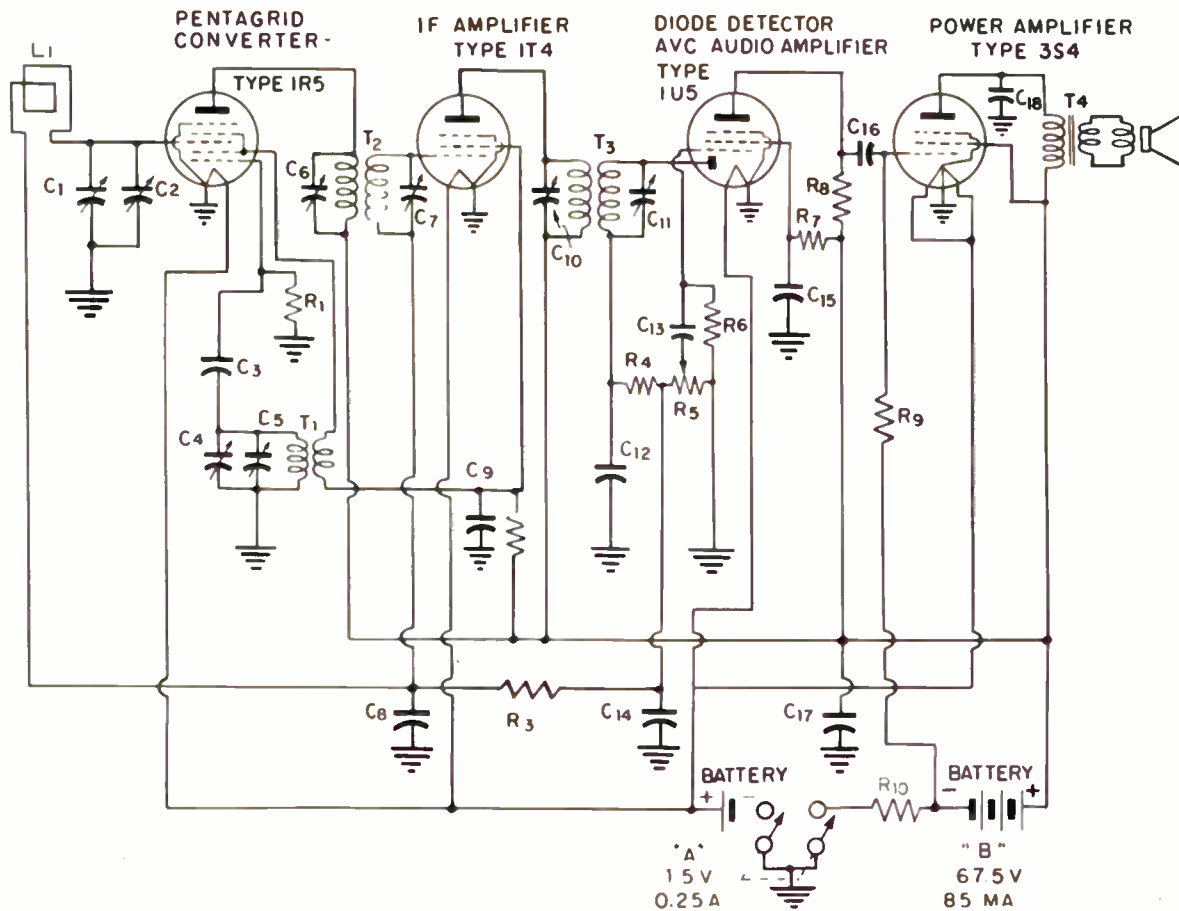 PENTAGRID
CONVERTER-
TYPE 1R5
IF AMPLIFIER
TYPE 1T4
DIODE DETECTOR
AVC AUDIO AMPLIFIER
TYPE
1U5
POWER AMPLIFIER
TYPE 3S4
L1
C1
C2
C3
C4
C5
T1
R1
C6
T2
C7
C8
C9
R3
C10
T3
C11
C12
R4
C13
R5
R6
C14
R7
R8
C15
C16
C17
R9
C18
T4
R10
BATTERY
+
-
"A"
1.5 V
0.25 A
BATTERY
-
+
"B"
67.5 V
85 MA